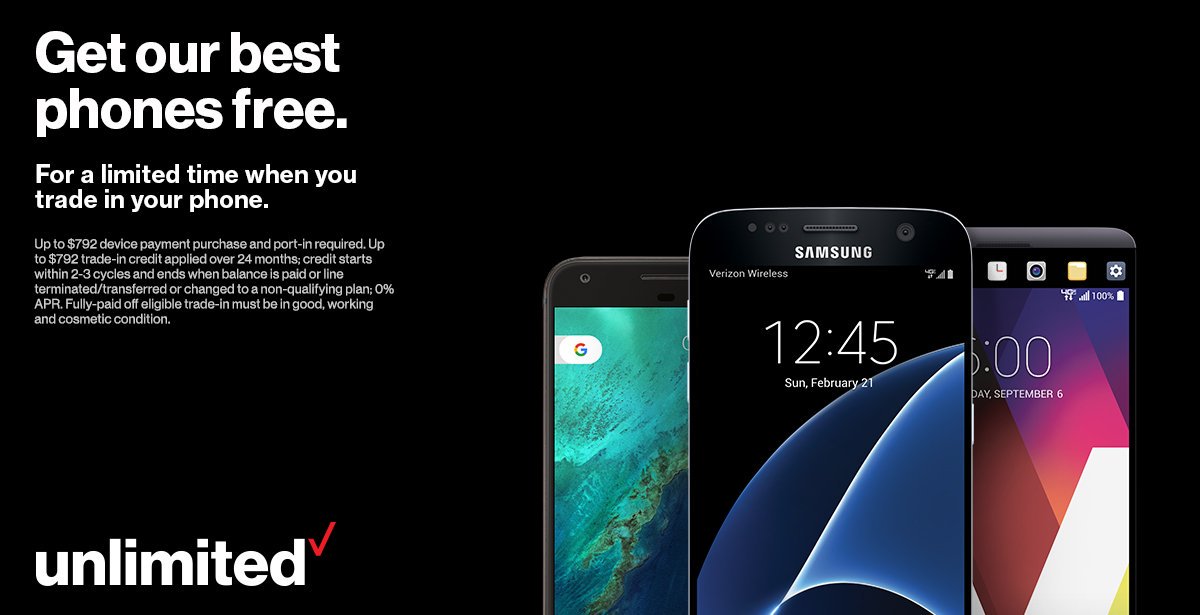 Get our best
phones free.
For a limited time when you
trade in your phone.
Up to $792 device payment purchase and port-in required. Up
to $792 trade-in credit applied over 24 months; credit starts
within 2-3 cycles and ends when balance is paid or line
terminated/transferred or changed to a non-qualifying plan; 0%
APR. Fully-paid off eligible trade-in must be in good, working
and cosmetic condition.
unlimited
G
SAMSUNG
Verizon Wireless
12:45
Sun, February 21
100%
:00
DAY, SEPTEMBER 6